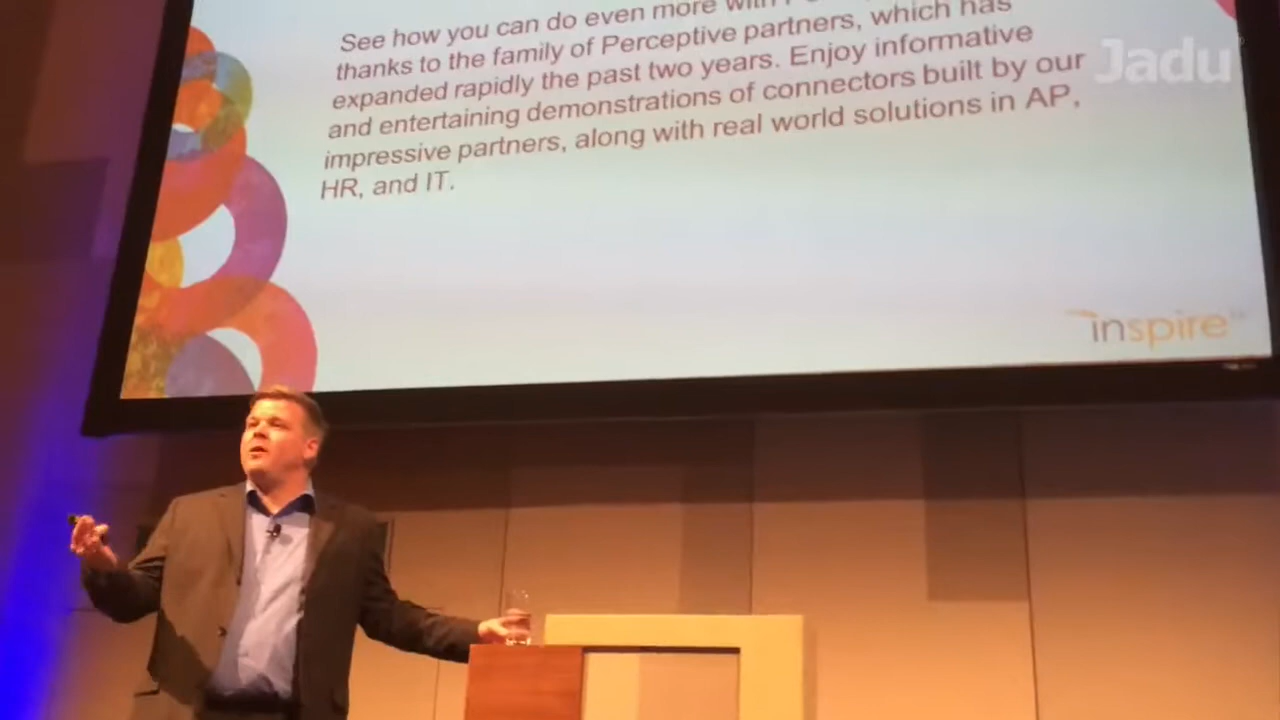 See how you can do even more with
thanks to the family of Perceptive partners, which has
expanded rapidly the past two years. Enjoy informative
and entertaining demonstrations of connectors built by our
impressive partners, along with real world solutions in AP,
HR, and IT.
Jadu
inspire